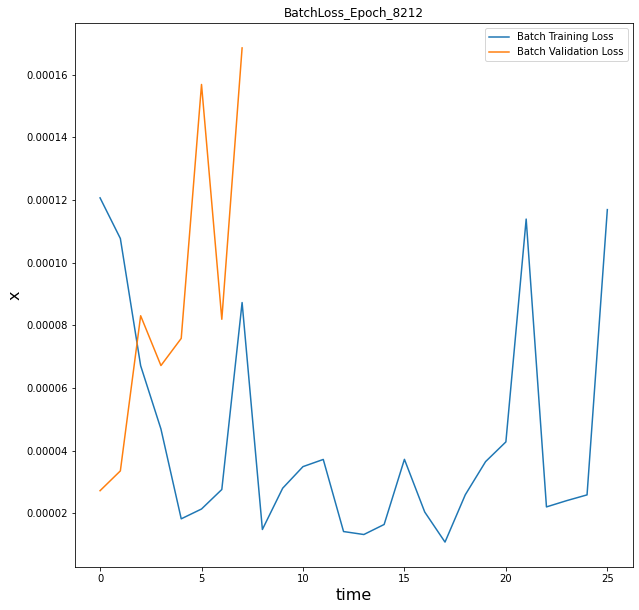 BatchLoss_Epoch_8212
Batch Training Loss
Batch Validation Loss
0.00016
0.00014
0.00012
0.00010
0.00008
0.00006
0.00004
0.00002
x
0 5 10 15 20 25
time